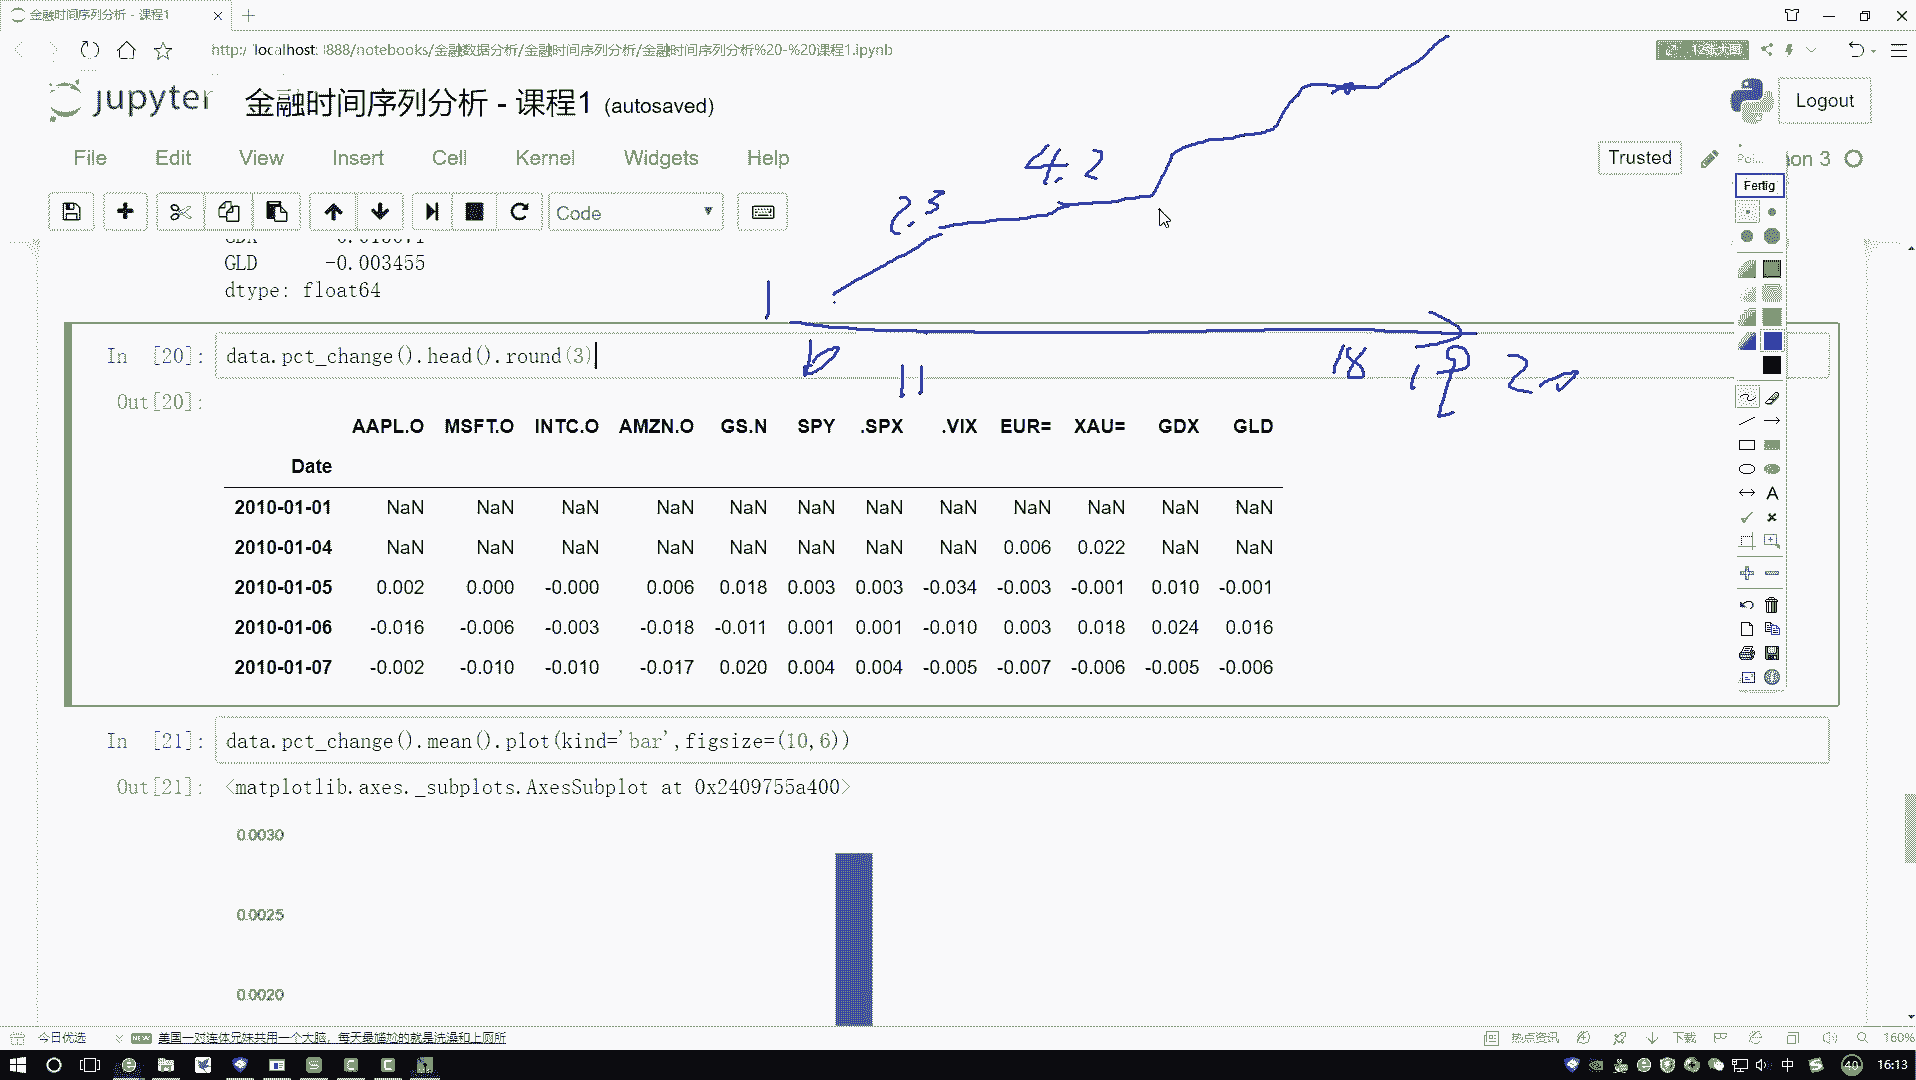 金融时间序列分析 - 课程1
http://localhost:8888/notebooks/金融数据分析/金融时间序列分析/金融时间序列分析%20-%20课程1.ipynb
jupyter 金融时间序列分析 - 课程1 (autosaved)
Logout
File Edit View Insert Cell Kernel Widgets Help
Trusted
Fertig
Code
GLD -0.003455
dtype: float64
1
2.3
4.2
10 11 18 19 20
In [20]: data.pct_change().head().round(3)
Out[20]:
AAPL.O MSFT.O INTC.O AMZN.O GS.N SPY .SPX .VIX EUR= XAU= GDX GLD
Date
2010-01-01 NaN NaN NaN NaN NaN NaN NaN NaN NaN NaN NaN NaN
2010-01-04 NaN NaN NaN NaN NaN NaN NaN NaN 0.006 0.022 NaN NaN
2010-01-05 0.002 0.000 -0.000 0.006 0.018 0.003 0.003 -0.034 -0.003 -0.001 0.010 -0.001
2010-01-06 -0.016 -0.006 -0.003 -0.018 -0.011 0.001 0.001 -0.010 0.003 0.018 0.024 0.016
2010-01-07 -0.002 -0.010 -0.010 -0.017 0.020 0.004 0.004 -0.005 -0.007 -0.006 -0.005 -0.006
In [21]: data.pct_change().mean().plot(kind='bar',figsize=(10,6))
Out[21]: <matplotlib.axes._subplots.AxesSubplot at 0x2409755a400>
0.0030
0.0025
0.0020
今日优选 NEW 美国一对连体兄妹共用一个大脑，每天最尴尬的就是洗澡和上厕所
热点资讯 下载 160%
中 40 16:13